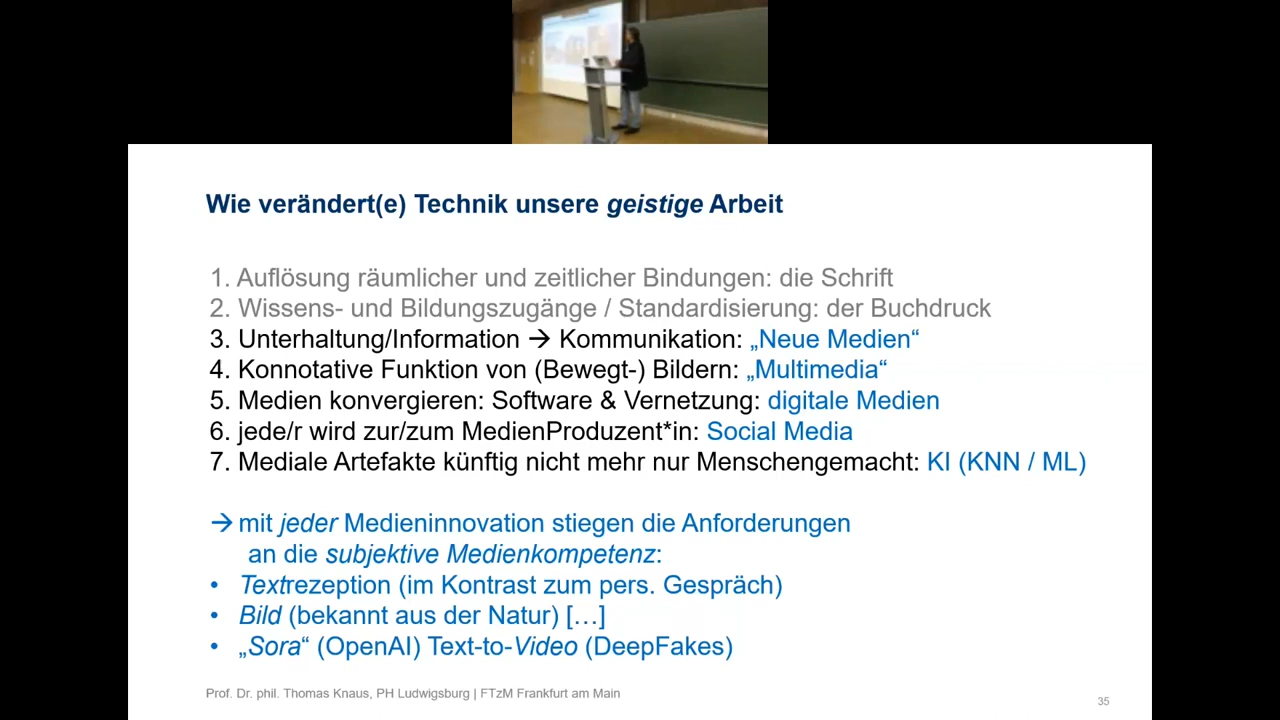 Wie verändert(e) Technik unsere geistige Arbeit
1. Auflösung räumlicher und zeitlicher Bindungen: die Schrift
2. Wissens- und Bildungszugänge / Standardisierung: der Buchdruck
3. Unterhaltung/Information → Kommunikation: „Neue Medien“
4. Konnotative Funktion von (Bewegt-) Bildern: „Multimedia“
5. Medien konvergieren: Software & Vernetzung: digitale Medien
6. jede/r wird zur/zum MedienProduzent*in: Social Media
7. Mediale Artefakte künftig nicht mehr nur Menschengemacht: KI (KNN / ML)
→ mit jeder Medieninnovation stiegen die Anforderungen
an die subjektive Medienkompetenz:
• Textrezeption (im Kontrast zum pers. Gespräch)
• Bild (bekannt aus der Natur) […]
• „Sora“ (OpenAI) Text-to-Video (DeepFakes)
Prof. Dr. phil. Thomas Knaus, PH Ludwigsburg | FTzM Frankfurt am Main
35